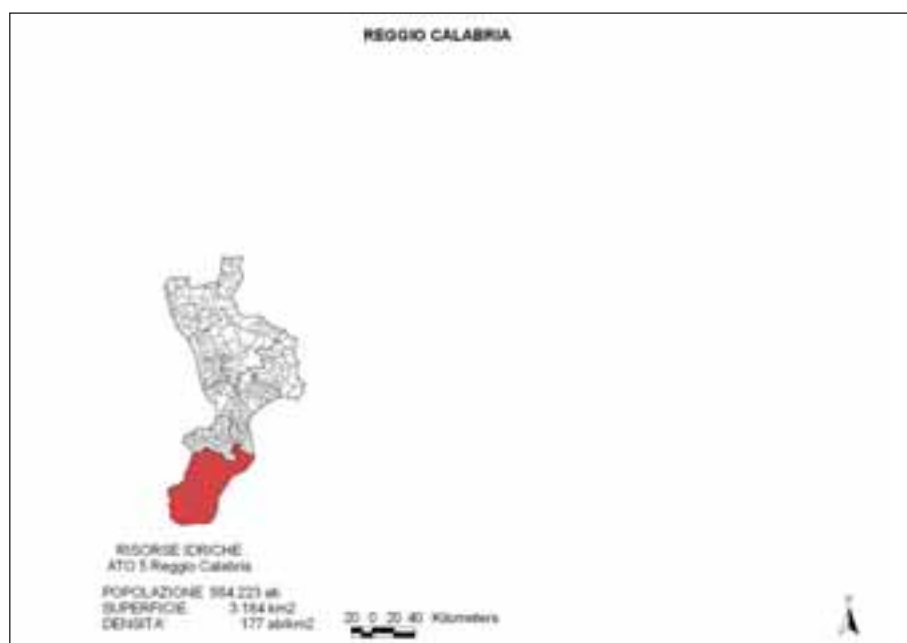 REGGIO CALABRIA
RISORSE IDRICHE
ATO 5 Reggio Calabria
POPOLAZIONE 564.223 ab
SUPERFICIE 3.184 km2
DENSITA' 177 ab/km2
20 0 20 40 Kilometers